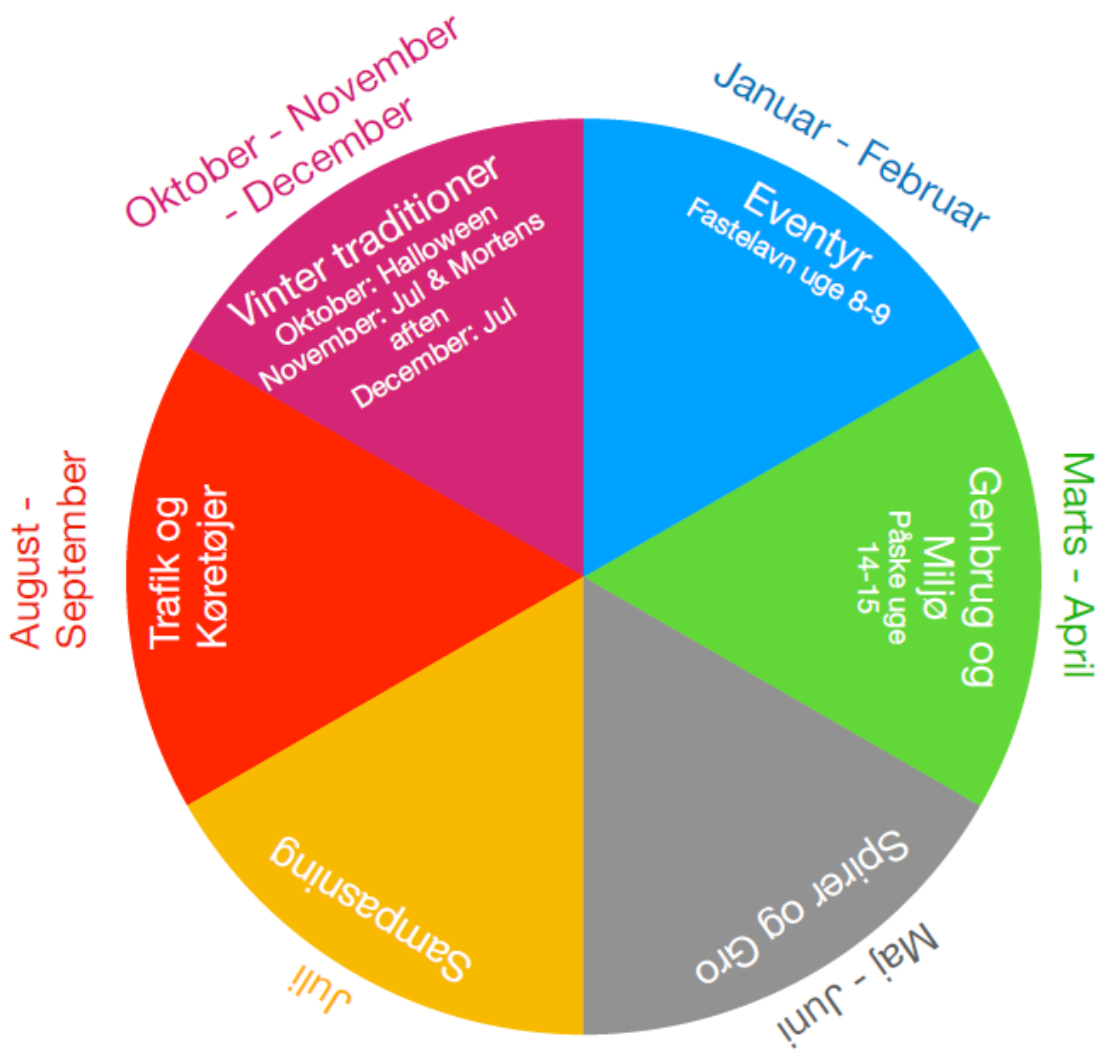 Januar - Februar
Eventyr
Fastelavn uge 8-9
Marts - April
Genbrug og
Miljø
Påske uge
14-15
Maj - Juni
Spirer og Gro
Juli
Sampasning
August -
September
Trafik og
Køretøjer
Oktober - November
- December
Vinter traditioner
Oktober: Halloween
November: Jul & Mortens
aften
December: Jul